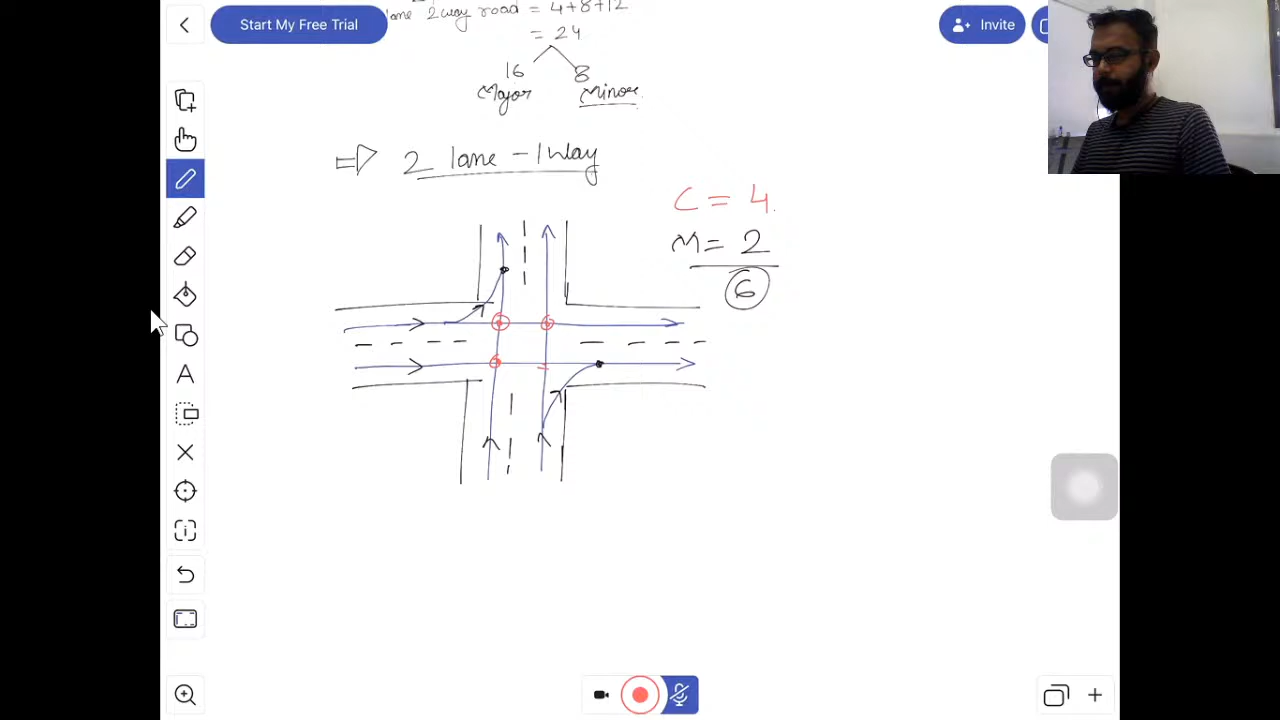 Start My Free Trial
Invite
lane 2way road = 4+8+12
= 24
16 8
Major Minor
2 lane - 1 Way
C = 4
M = 2
6
A